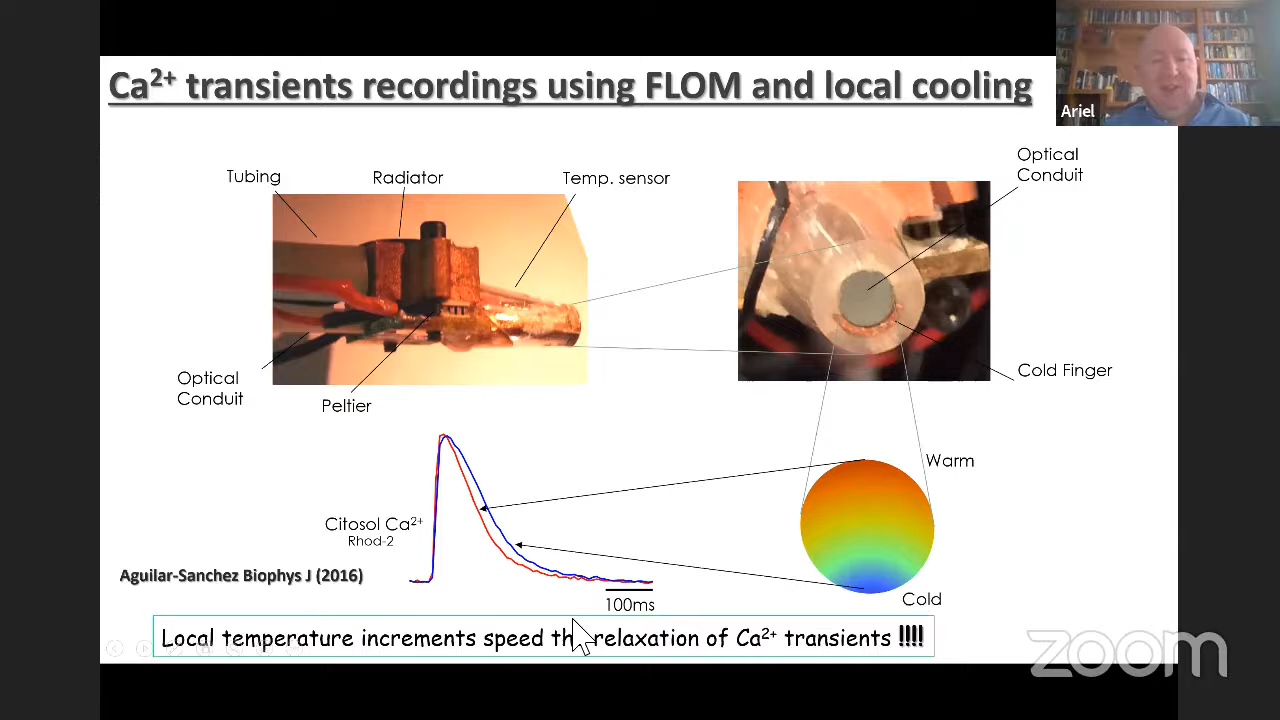 Ca²⁺ transients recordings using FLOM and local cooling
Ariel
Tubing
Radiator
Temp. sensor
Optical
Conduit
Optical
Conduit
Peltier
Cold Finger
Warm
Citosol Ca²⁺
Rhod-2
Aguilar-Sanchez Biophys J (2016)
100ms
Cold
Local temperature increments speed the relaxation of Ca²⁺ transients !!!!
zoom